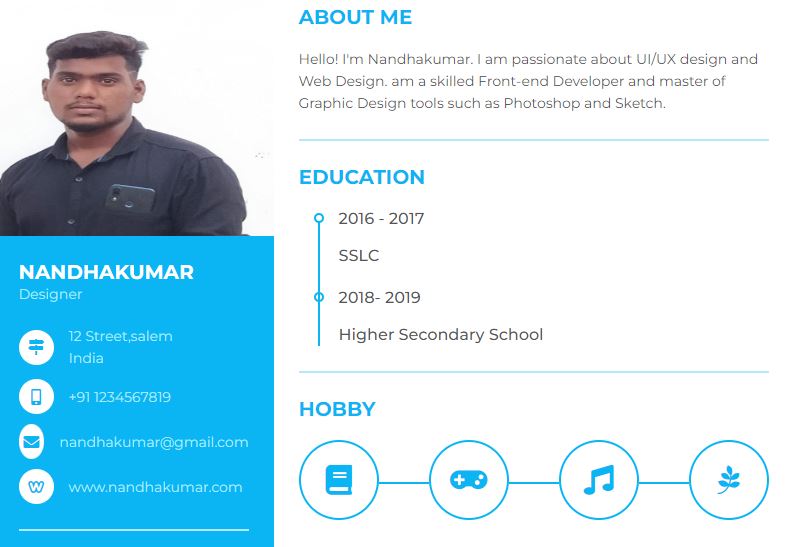 NANDHAKUMAR
Designer
12 Street,salem
India
+91 1234567819
nandhakumar@gmail.com
www.nandhakumar.com
ABOUT ME
Hello! I'm Nandhakumar. I am passionate about UI/UX design and
Web Design. am a skilled Front-end Developer and master of
Graphic Design tools such as Photoshop and Sketch.
EDUCATION
2016 - 2017
SSLC
2018- 2019
Higher Secondary School
HOBBY